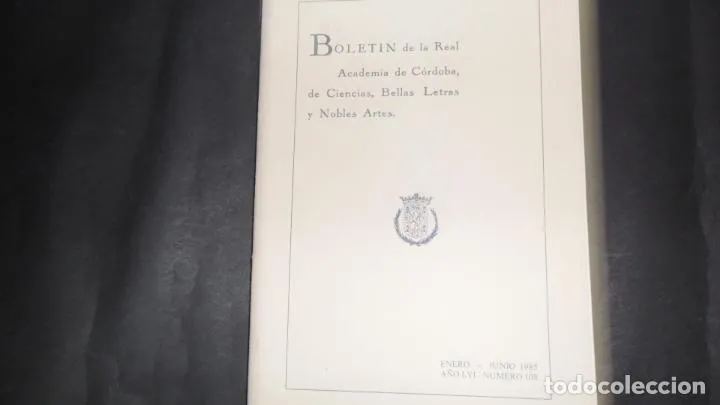 BOLETIN de la Real
Academia de Córdoba,
de Ciencias, Bellas Letras
y Nobles Artes.
ENERO - JUNIO 1985
AÑO LVI - NUMERO 108
todocoleccion